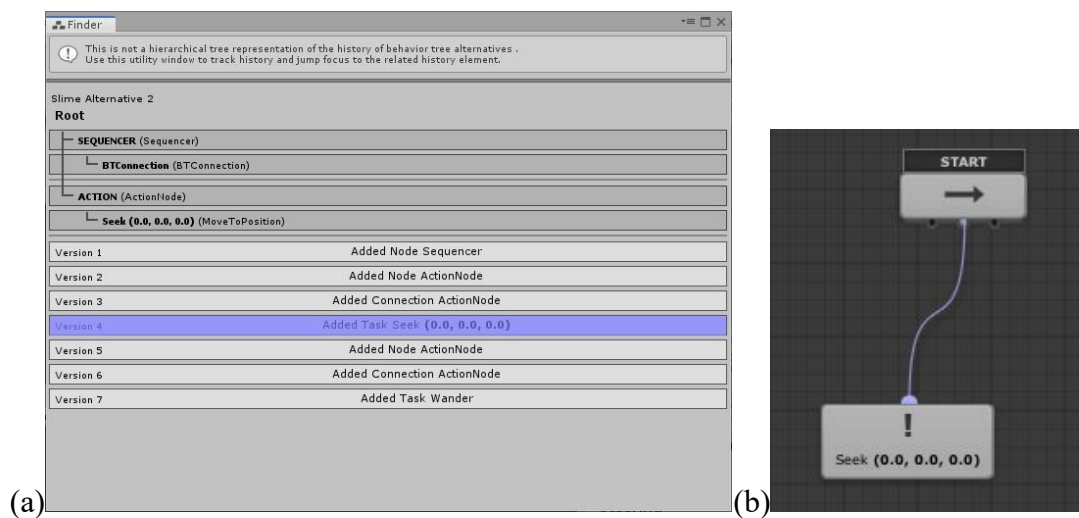 Finder
This is not a hierarchical tree representation of the history of behavior tree alternatives .
Use this utility window to track history and jump focus to the related history element.
Slime Alternative 2
Root
SEQUENCER (Sequencer)
BTConnection (BTConnection)
ACTION (ActionNode)
Seek (0.0, 0.0, 0.0) (MoveToPosition)
Version 1 Added Node Sequencer
Version 2 Added Node ActionNode
Version 3 Added Connection ActionNode
Version 4 Added Task Seek (0.0, 0.0, 0.0)
Version 5 Added Node ActionNode
Version 6 Added Connection ActionNode
Version 7 Added Task Wander
(a)
START
!
Seek (0.0, 0.0, 0.0)
(b)